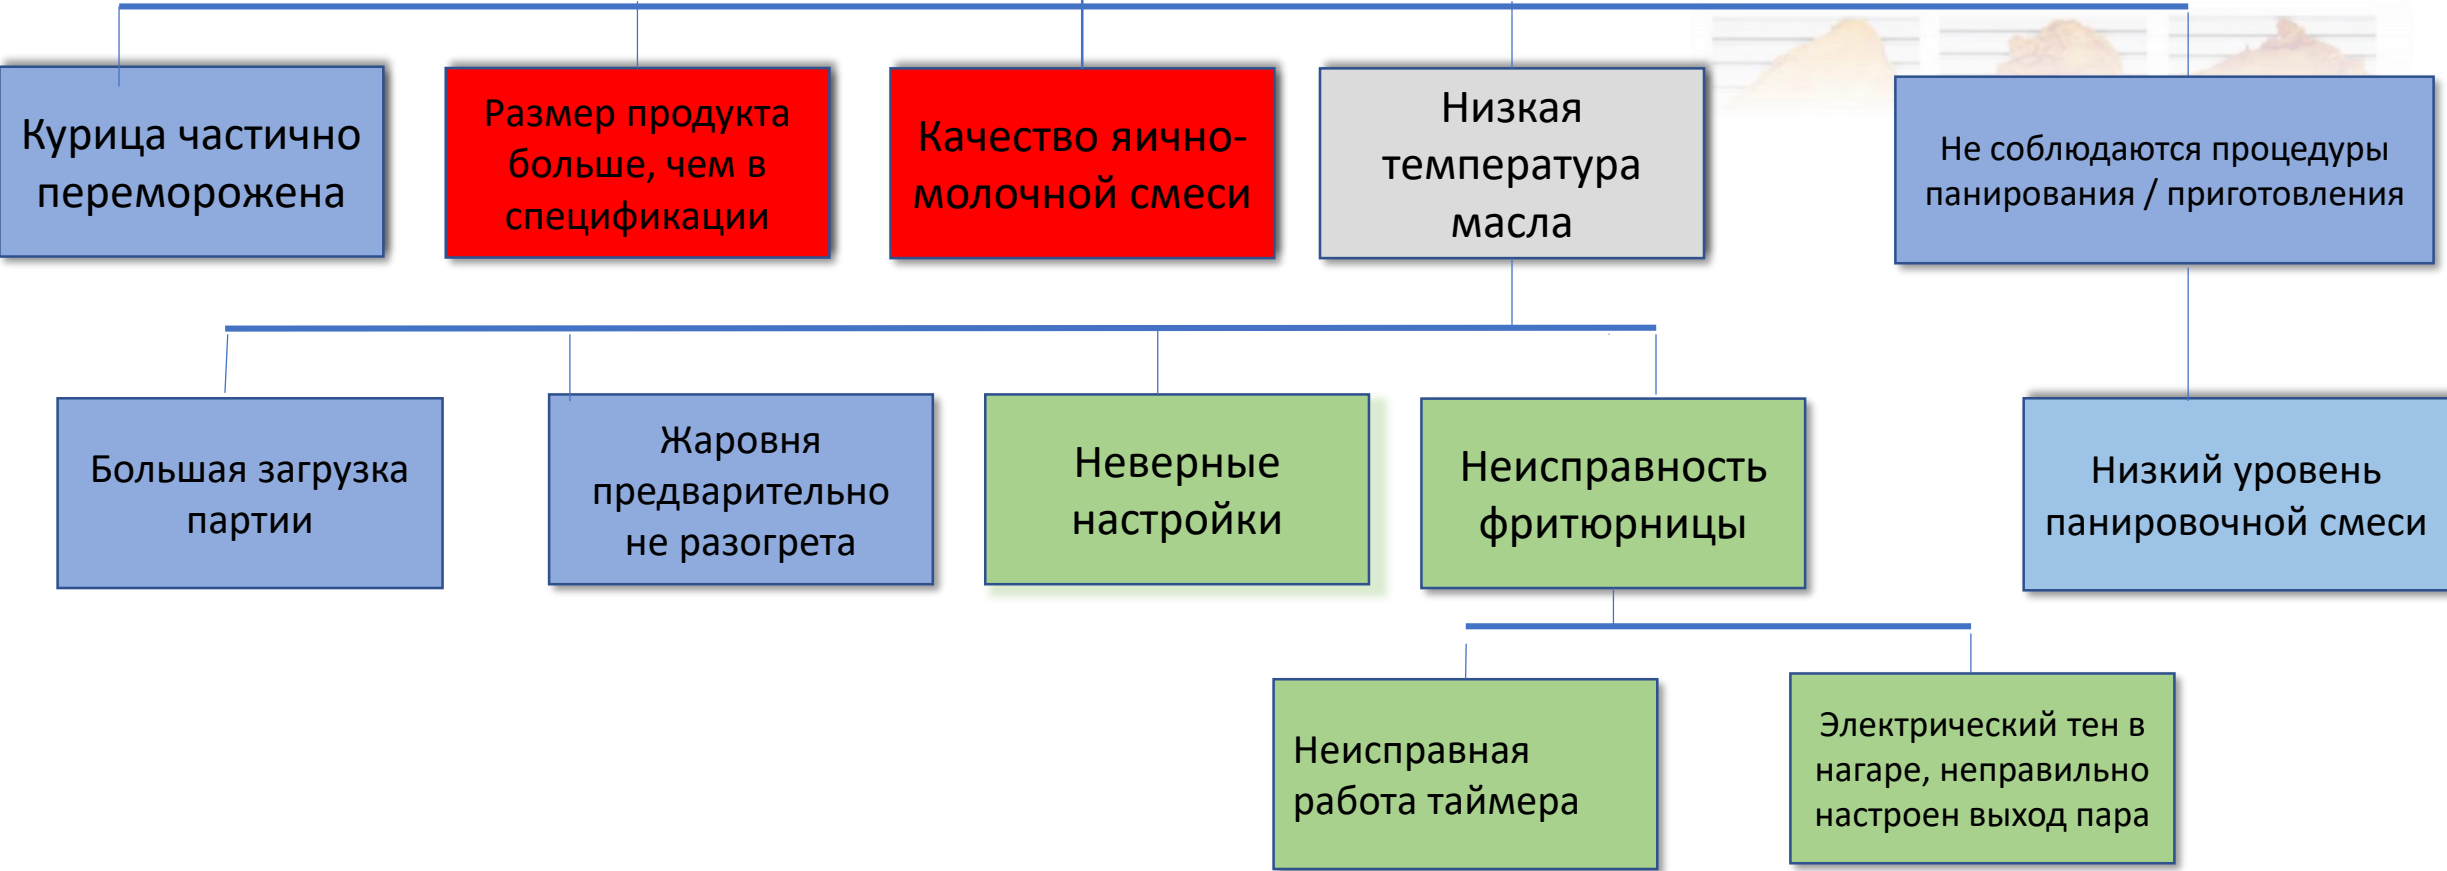 Курица частично
переморожена
Размер продукта
больше, чем в
спецификации
Качество яично-
молочной смеси
Низкая
температура
масла
Не соблюдаются процедуры
панирования / приготовления
Большая загрузка
партии
Жаровня
предварительно
не разогрета
Неверные
настройки
Неисправность
фритюрницы
Низкий уровень
панировочной смеси
Неисправная
работа таймера
Электрический тен в
нагаре, неправильно
настроен выход пара